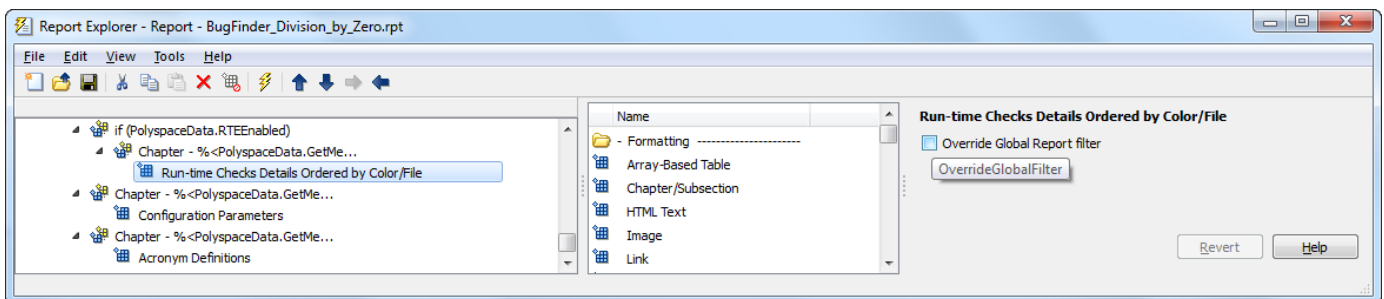 Report Explorer - Report - BugFinder_Division_by_Zero.rpt
File Edit View Tools Help
if (PolyspaceData.RTEEnabled)
Chapter - %<PolyspaceData.GetMe...
Run-time Checks Details Ordered by Color/File
Chapter - %<PolyspaceData.GetMe...
Configuration Parameters
Chapter - %<PolyspaceData.GetMe...
Acronym Definitions
Name
- Formatting -----------------------
Array-Based Table
Chapter/Subsection
HTML Text
Image
Link
Run-time Checks Details Ordered by Color/File
Override Global Report filter
OverrideGlobalFilter
Revert Help